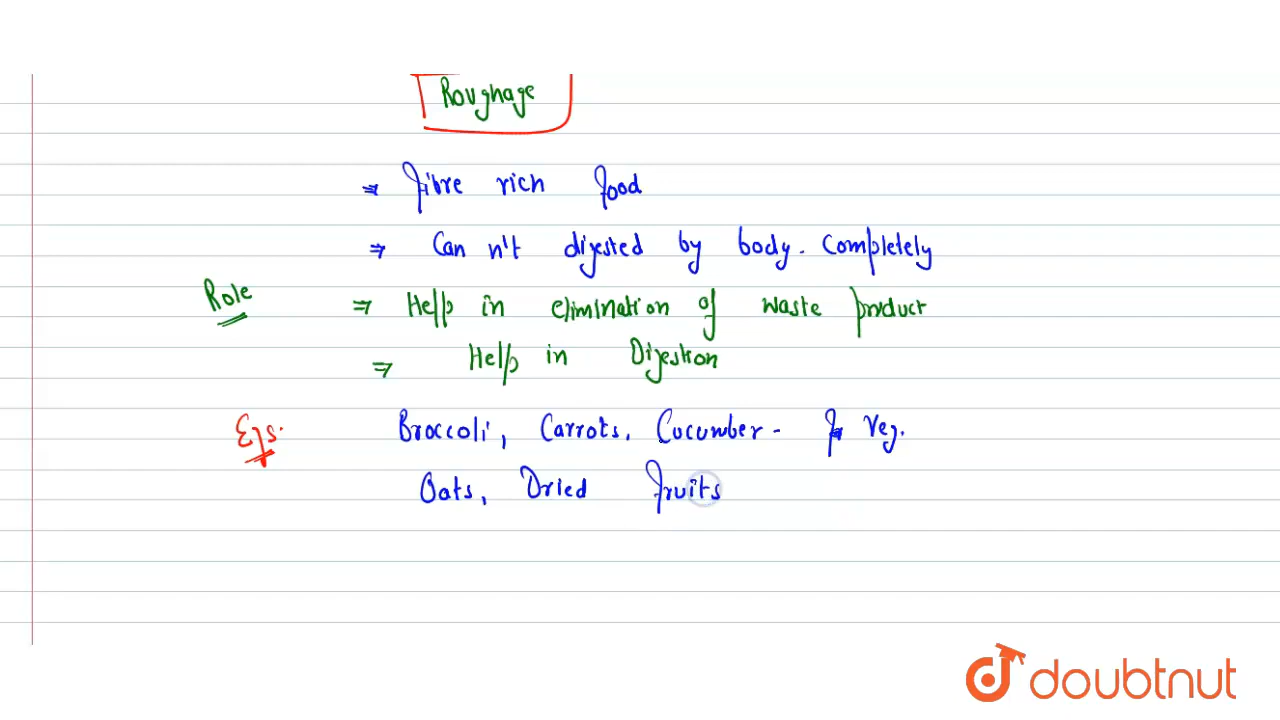 Roughage
⇒ Fibre rich food
⇒ Can n't digested by body. Completely
Role ⇒ Help in elimination of waste product
⇒ Help in Digestion
Egs. Broccoli, Carrots, Cucumber - Veg.
Oats, Dried Fruits
doubtnut